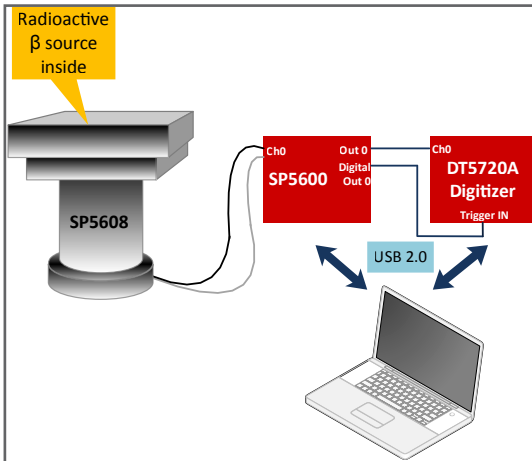 Radioactive
β source
inside
SP5608
Ch0
SP5600
Out 0
Digital
Out 0
Ch0
DT5720A
Digitizer
Trigger IN
USB 2.0